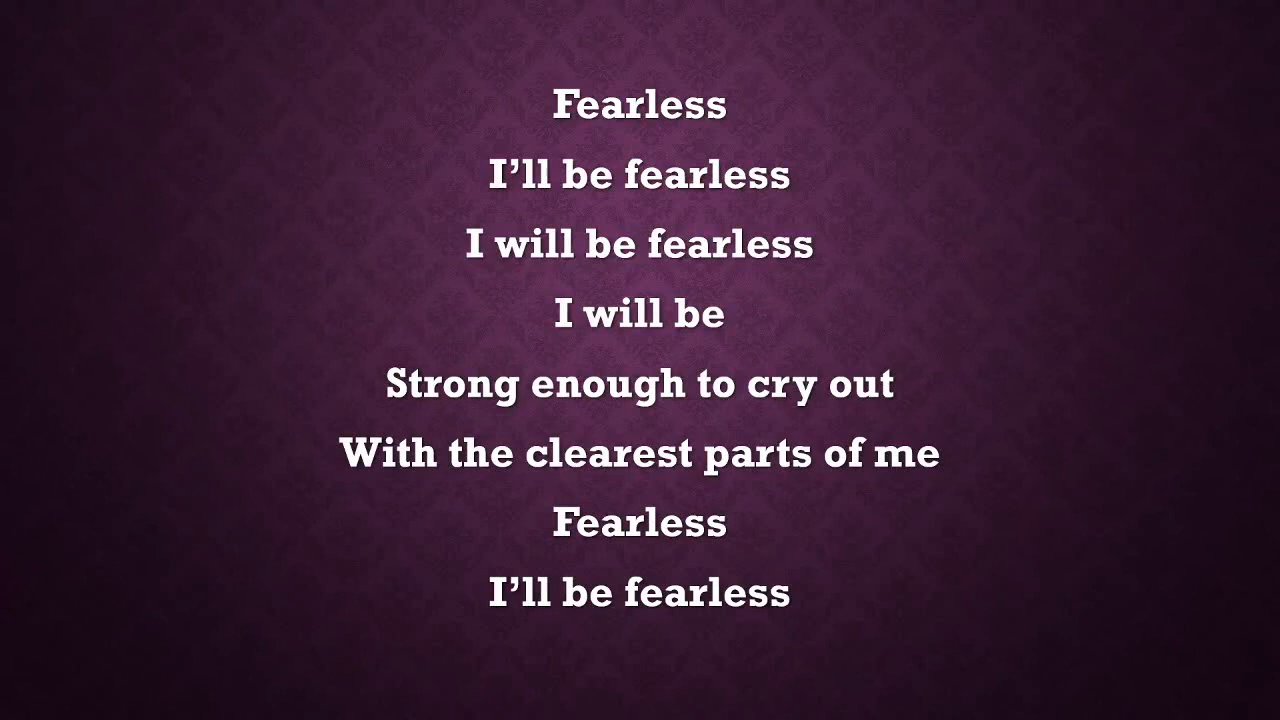 Fearless
I’ll be fearless
I will be fearless
I will be
Strong enough to cry out
With the clearest parts of me
Fearless
I’ll be fearless